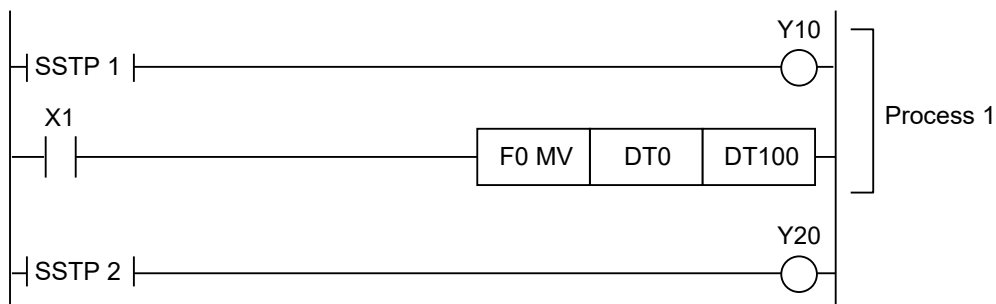 Y10
SSTP 1
Process 1
X1
F0 MV DT0 DT100
Y20
SSTP 2